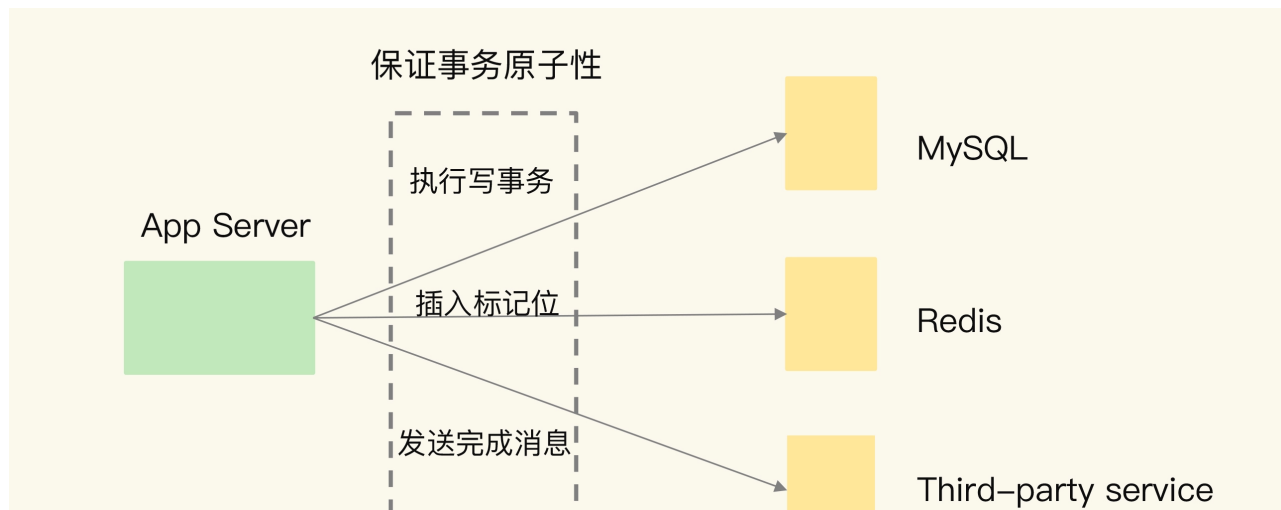 保证事务原子性
执行写事务
MySQL
App Server
插入标记位
Redis
发送完成消息
Third-party service